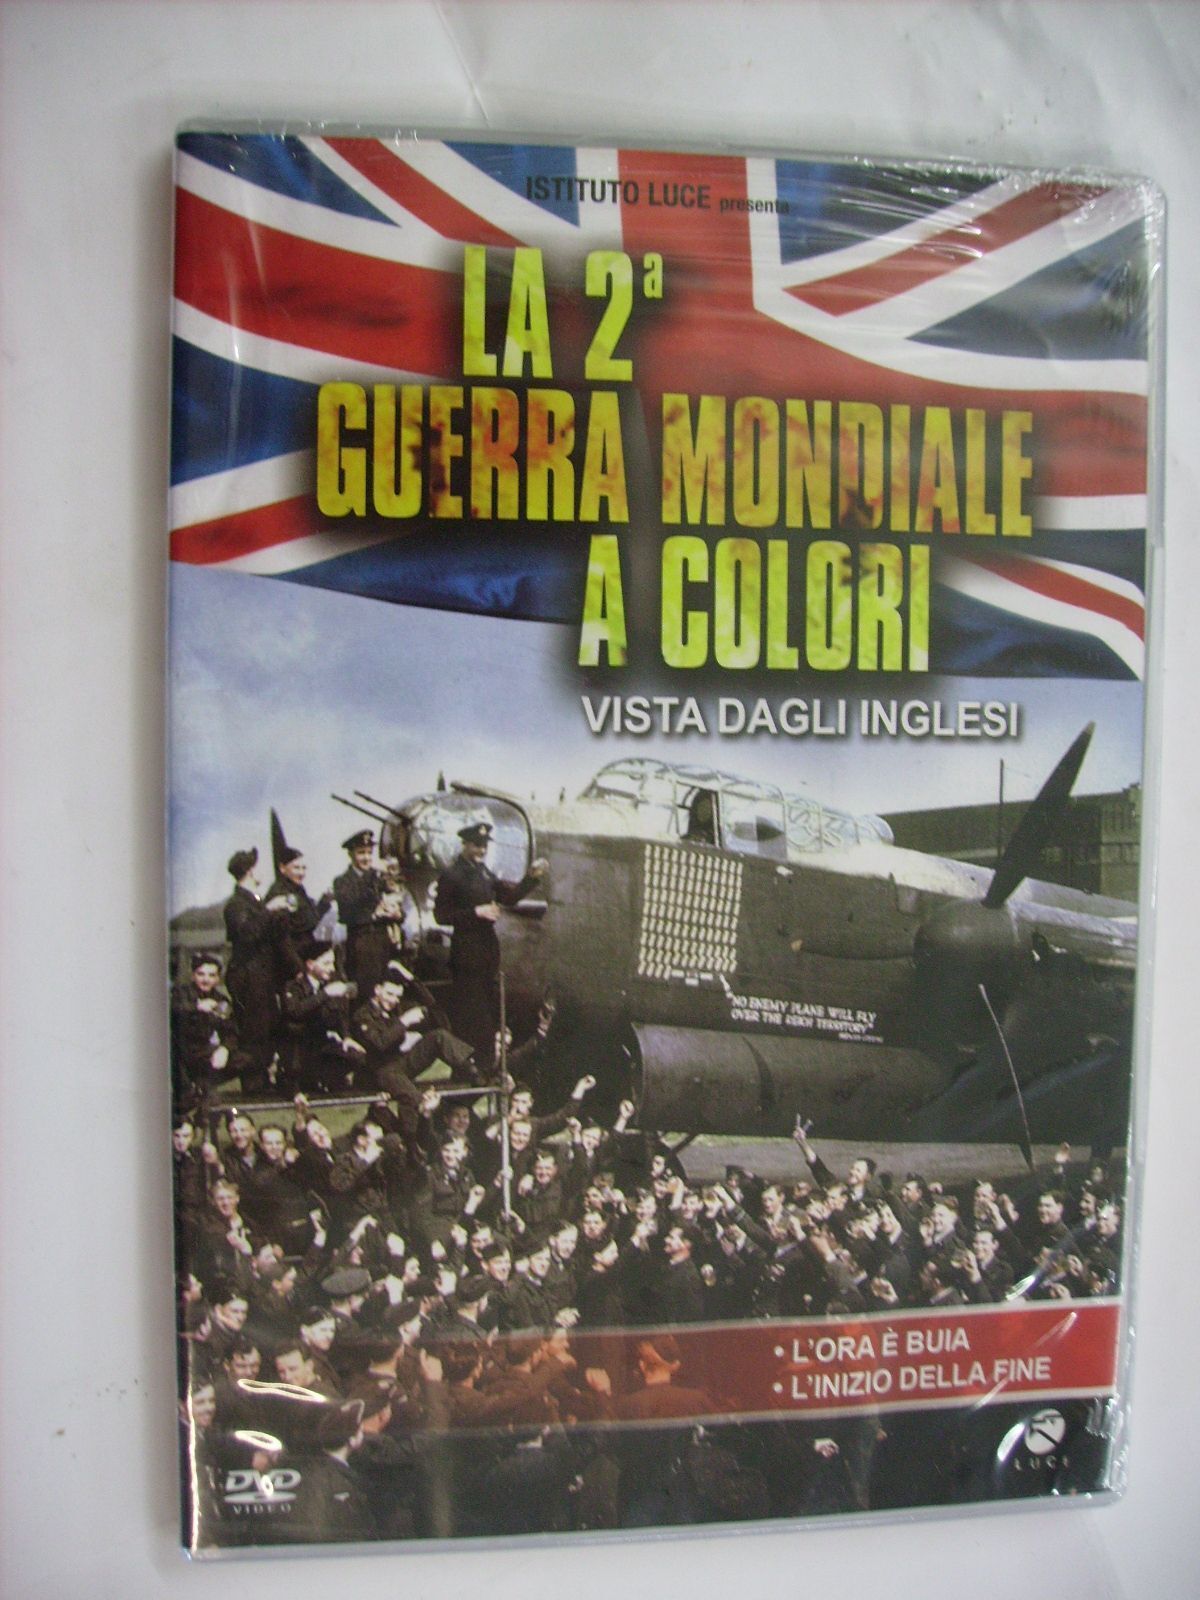 ISTITUTO LUCE presenta
LA 2ª
GUERRA MONDIALE
A COLORI
VISTA DAGLI INGLESI
"NO ENEMY PLANE WILL FLY
OVER THE REICH TERRITORY"
• L'ORA È BUIA
• L'INIZIO DELLA FINE
DVD
VIDEO
LUCE